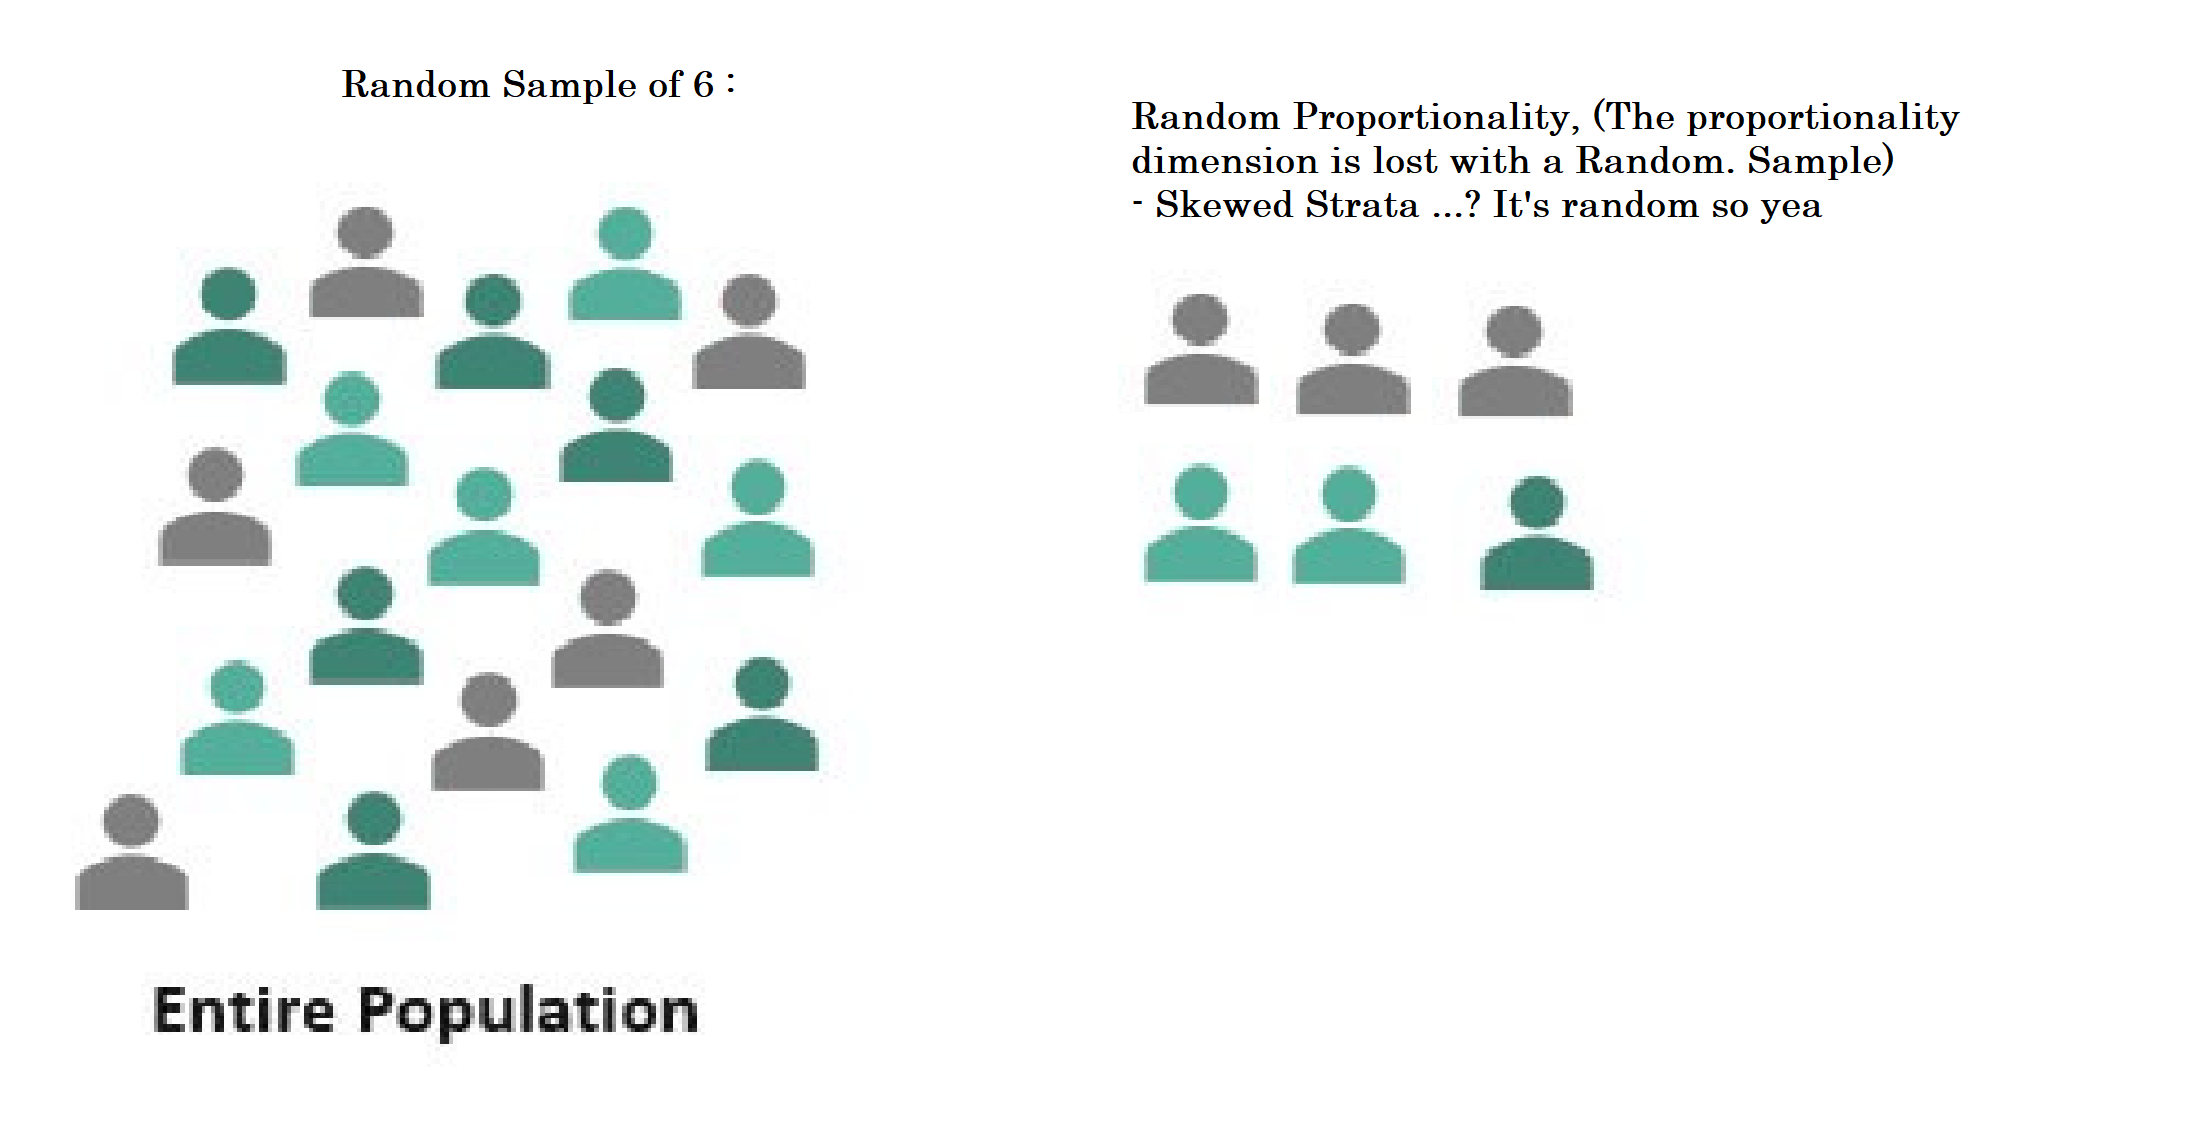 Random Sample of 6 :
Random Proportionality, (The proportionality
dimension is lost with a Random. Sample)
- Skewed Strata ...? It's random so yea
Entire Population